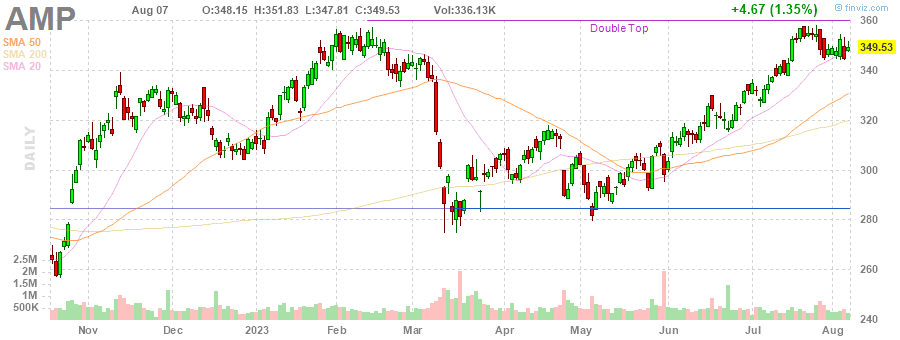 AMP
Aug 07 O:348.15 H:351.83 L:347.81 C:349.53 Vol:336.13K +4.67 (1.35%)
© finviz.com
SMA 50
SMA 200
SMA 20
Double Top
DAILY
360
349.53
340
320
300
280
260
240
2.5M
2M
1.5M
1M
500K
Nov Dec 2023 Feb Mar Apr May Jun Jul Aug